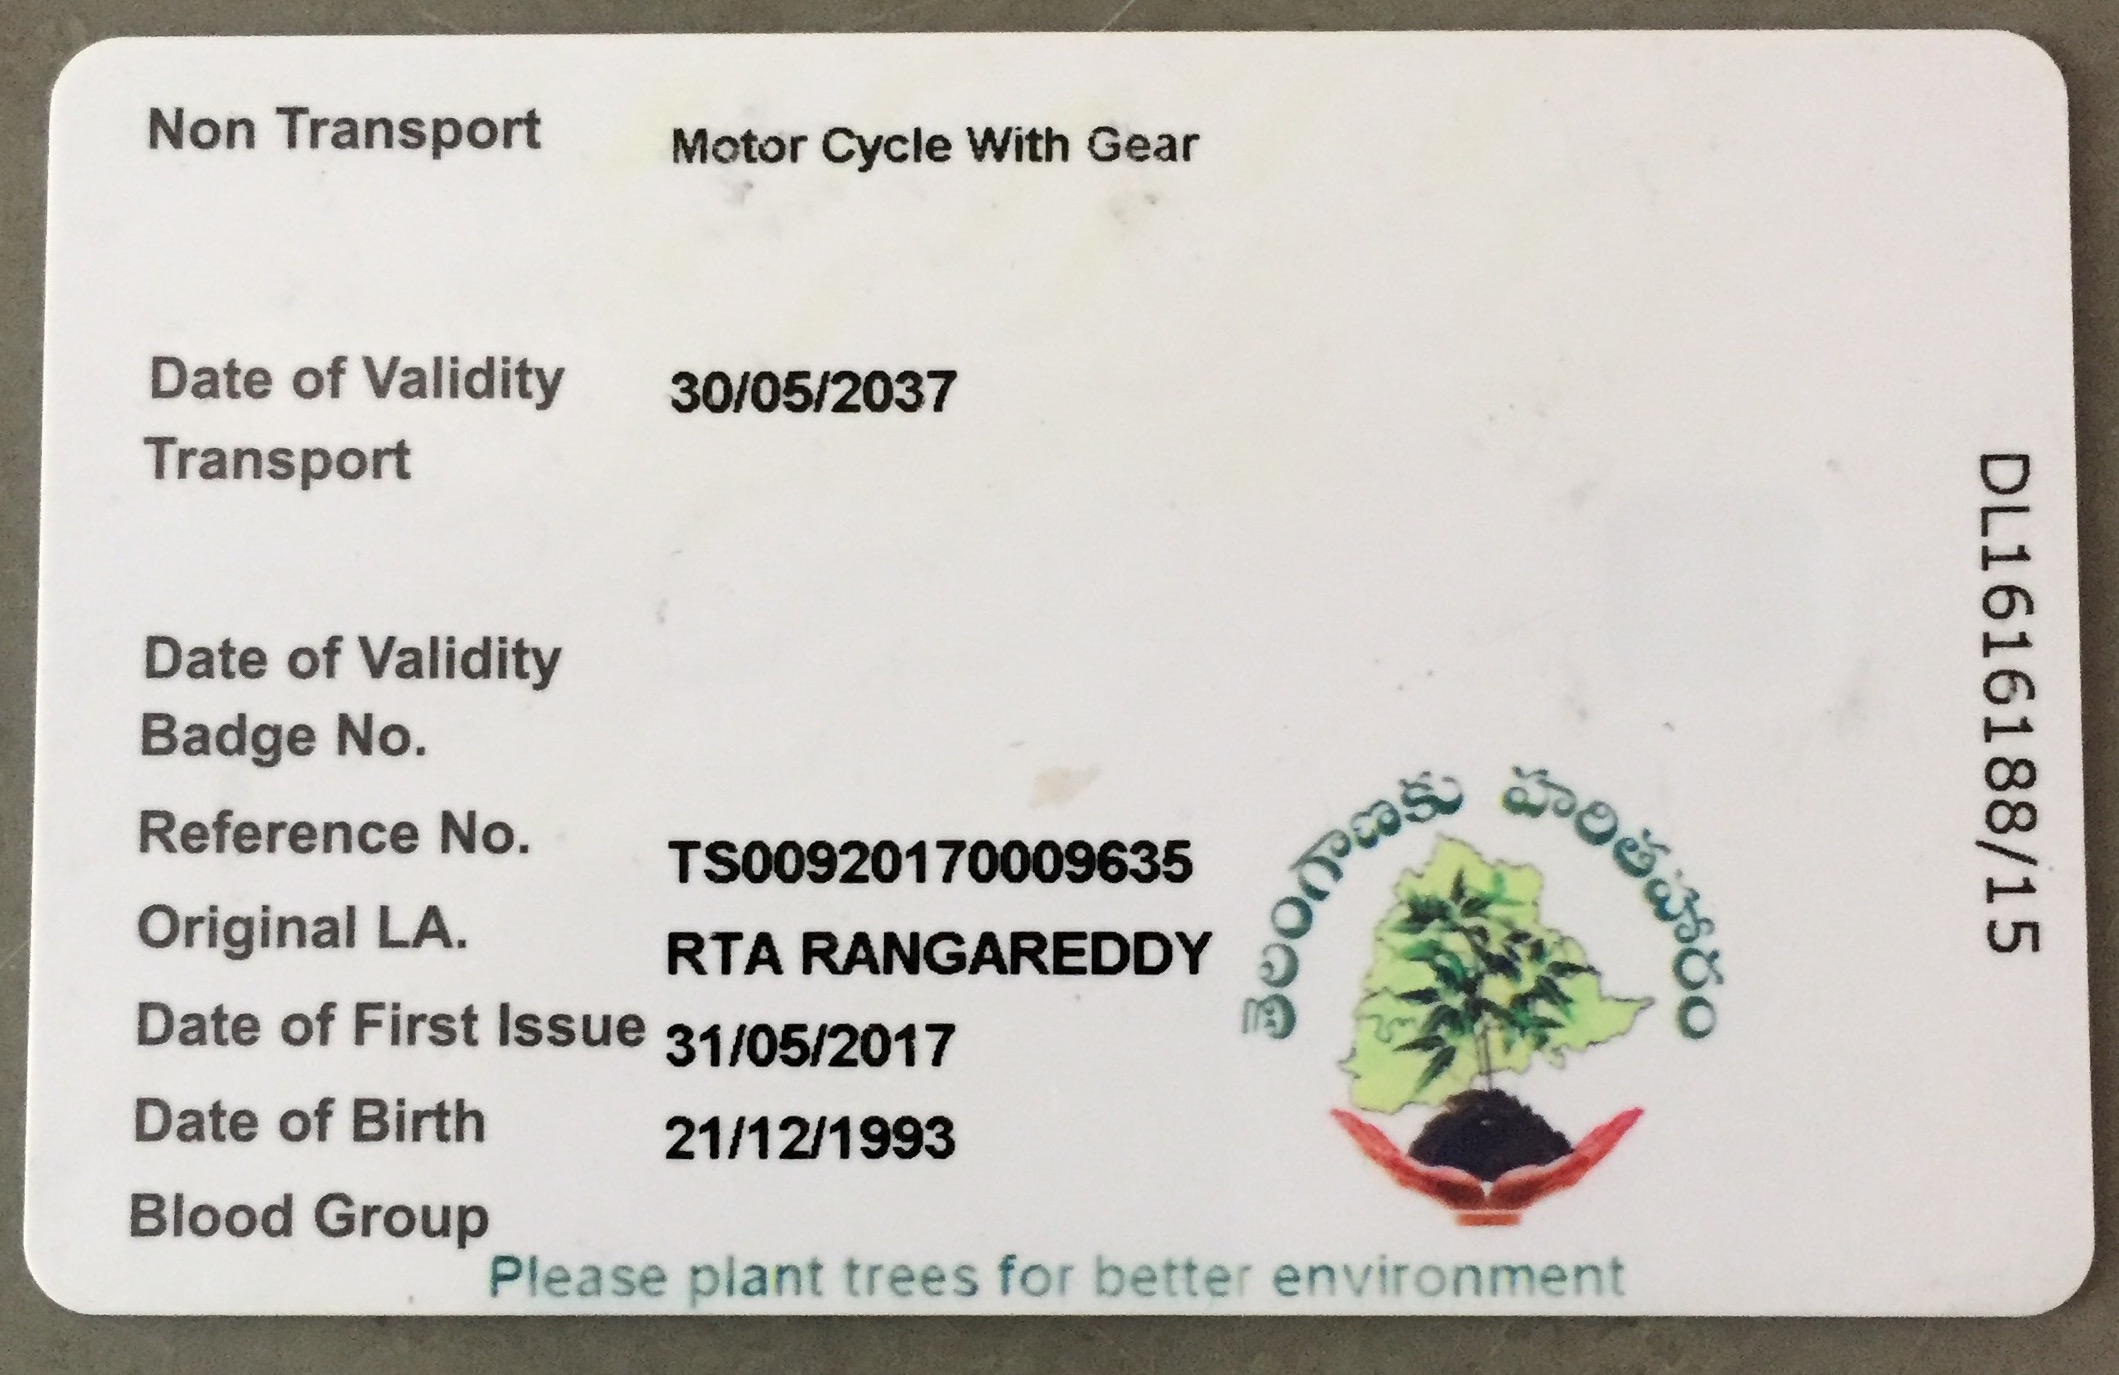 Non Transport Motor Cycle With Gear
Date of Validity 30/05/2037
Transport
Date of Validity
Badge No.
Reference No. TS00920170009635
Original LA. RTA RANGAREDDY
Date of First Issue 31/05/2017
Date of Birth 21/12/1993
Blood Group
తెలంగాణకు హరితహారం
Please plant trees for better environment
DL1616188/15